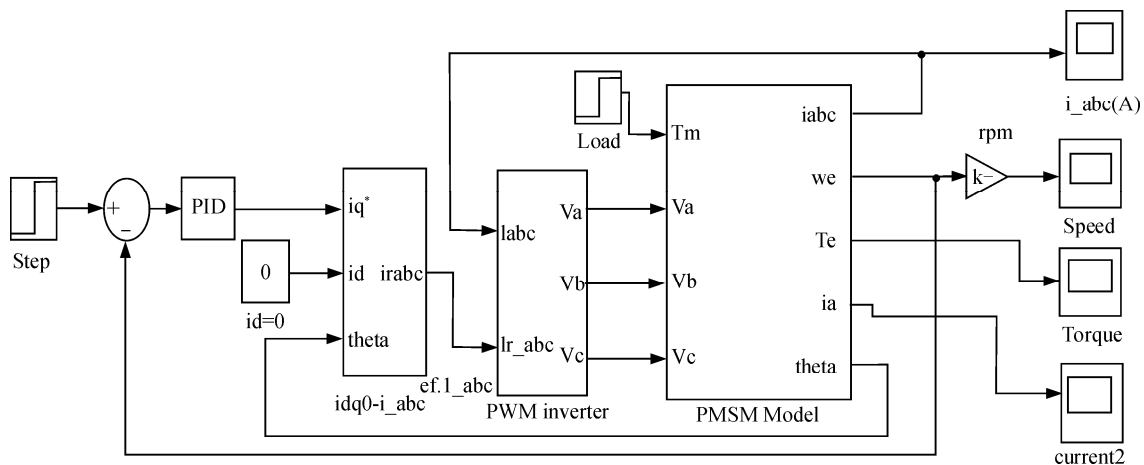 i_abc(A)
Load
Tm
iabc
rpm
k−
we
Speed
Step
+
−
PID
iq*
0
id=0
id
irabc
theta
ef.1_abc
idq0-i_abc
Iabc
lr_abc
Va
Vb
Vc
PWM inverter
Va
Vb
Vc
Te
ia
theta
PMSM Model
Torque
current2